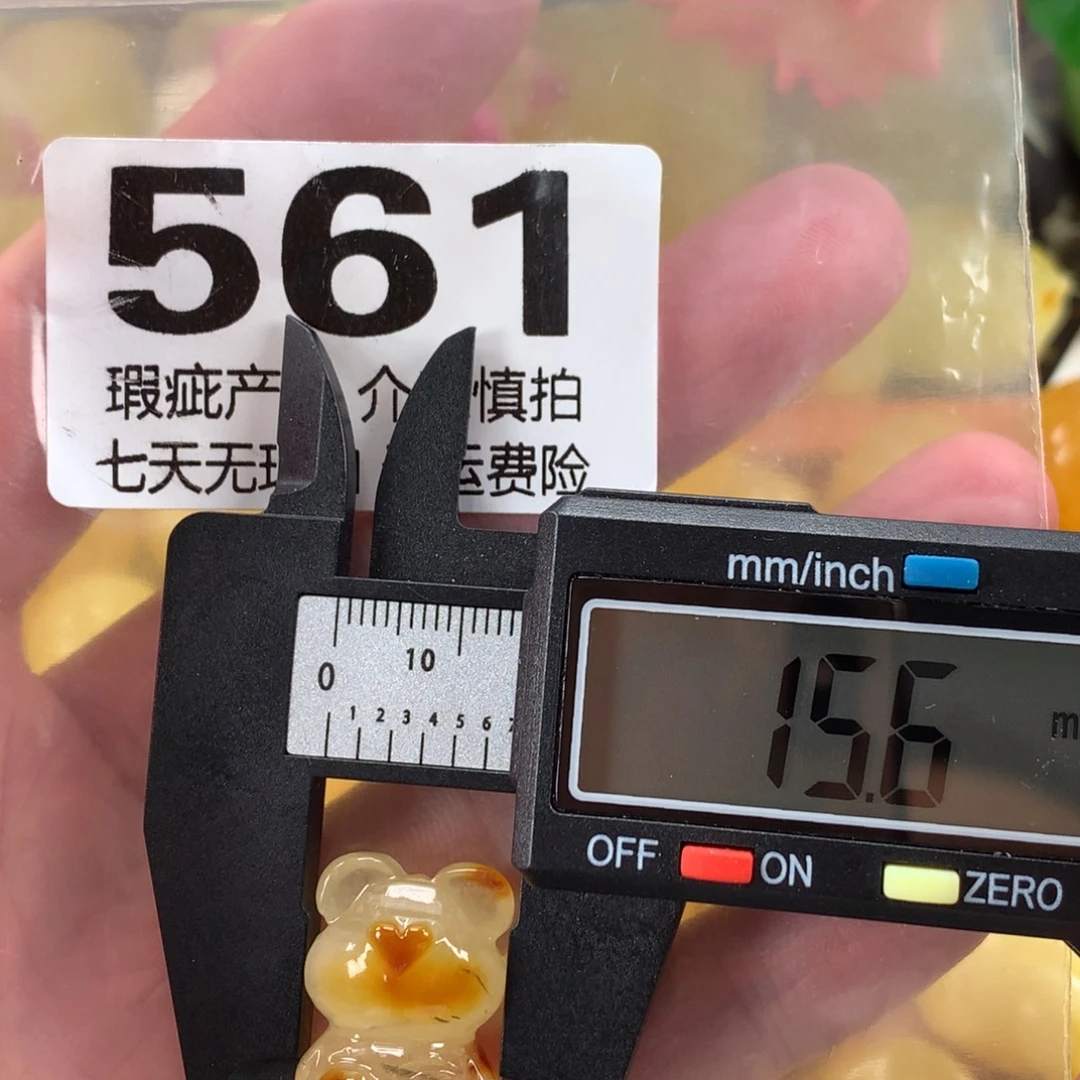 561
瑕疵产 介 慎拍
七天无 运费险
mm/inch
0 10
1 2 3 4 5 6
15.6 m
OFF ON ZERO